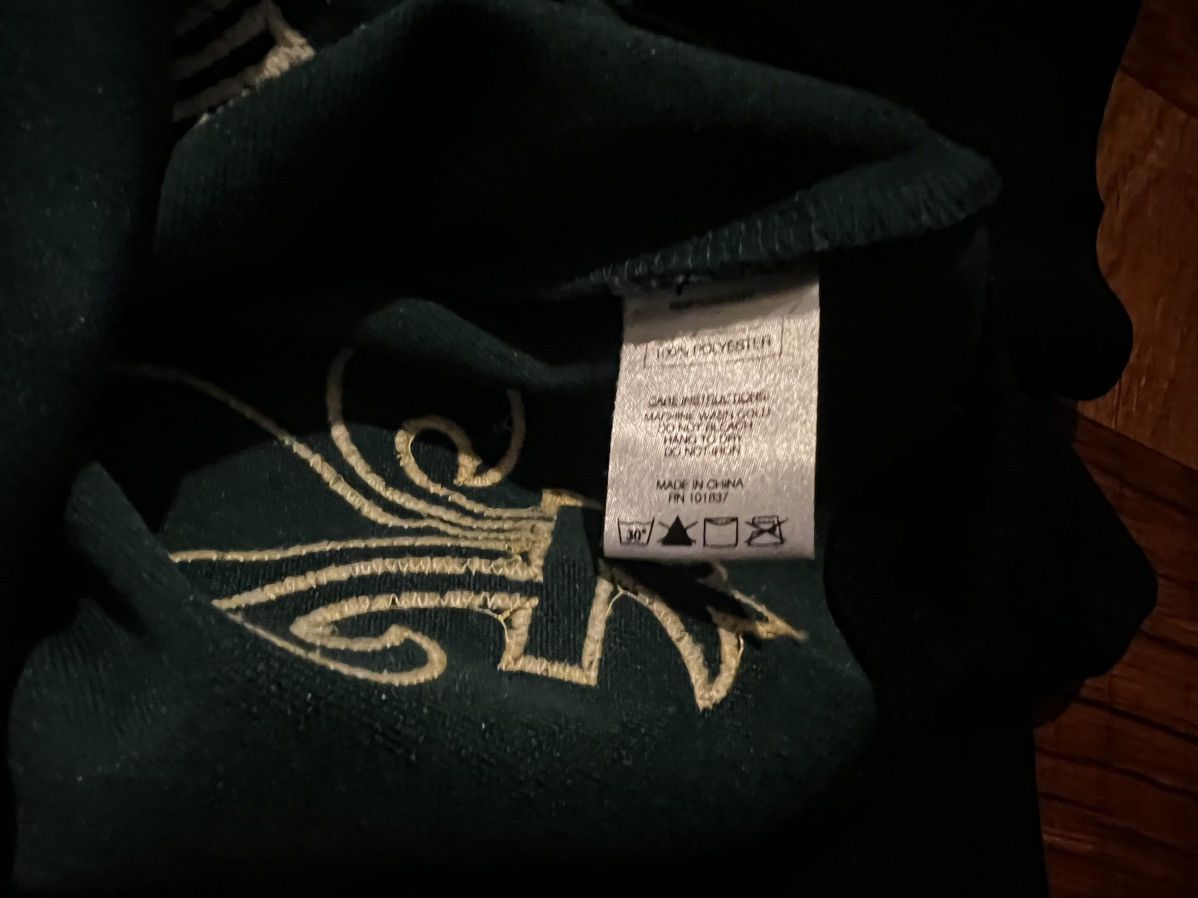 100% POLYESTER
CARE INSTRUCTIONS:
MACHINE WASH COLD
DO NOT BLEACH
HANG TO DRY
DO NOT IRON
MADE IN CHINA
RN 101837
30°